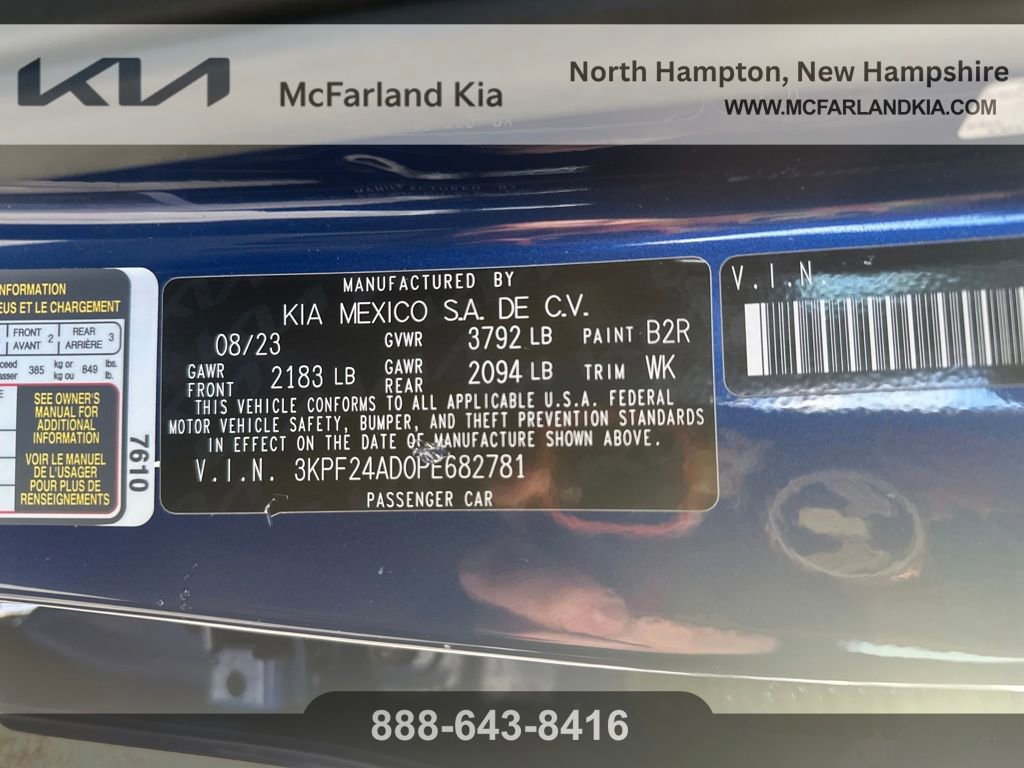 KIA
McFarland Kia
North Hampton, New Hampshire
WWW.MCFARLANDKIA.COM
MANUFACTURED BY
KIA MEXICO S.A. DE C.V.
08/23 GVWR 3792 LB PAINT B2R
GAWR FRONT 2183 LB GAWR REAR 2094 LB TRIM WK
THIS VEHICLE CONFORMS TO ALL APPLICABLE U.S.A. FEDERAL
MOTOR VEHICLE SAFETY, BUMPER, AND THEFT PREVENTION STANDARDS
IN EFFECT ON THE DATE OF MANUFACTURE SHOWN ABOVE.
V.I.N. 3KPF24AD0PE682781
PASSENGER CAR
V.I.N
INFORMATION
ET LE CHARGEMENT
FRONT AVANT 2 REAR ARRIÈRE 3
385 kg or kg ou 849 lbs. lb.
SEE OWNER'S
MANUAL FOR
ADDITIONAL
INFORMATION
VOIR LE MANUEL
DE L'USAGER
POUR PLUS DE
RENSEIGNEMENTS
7610
888-643-8416